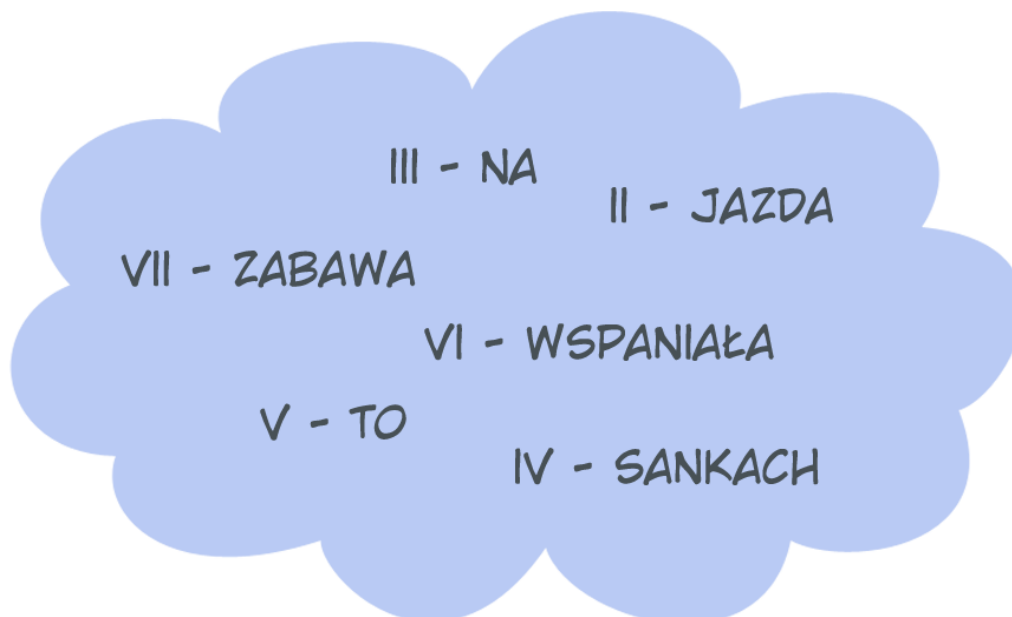 III - NA
II - JAZDA
VII - ZABAWA
VI - WSPANIAŁA
V - TO
IV - SANKACH